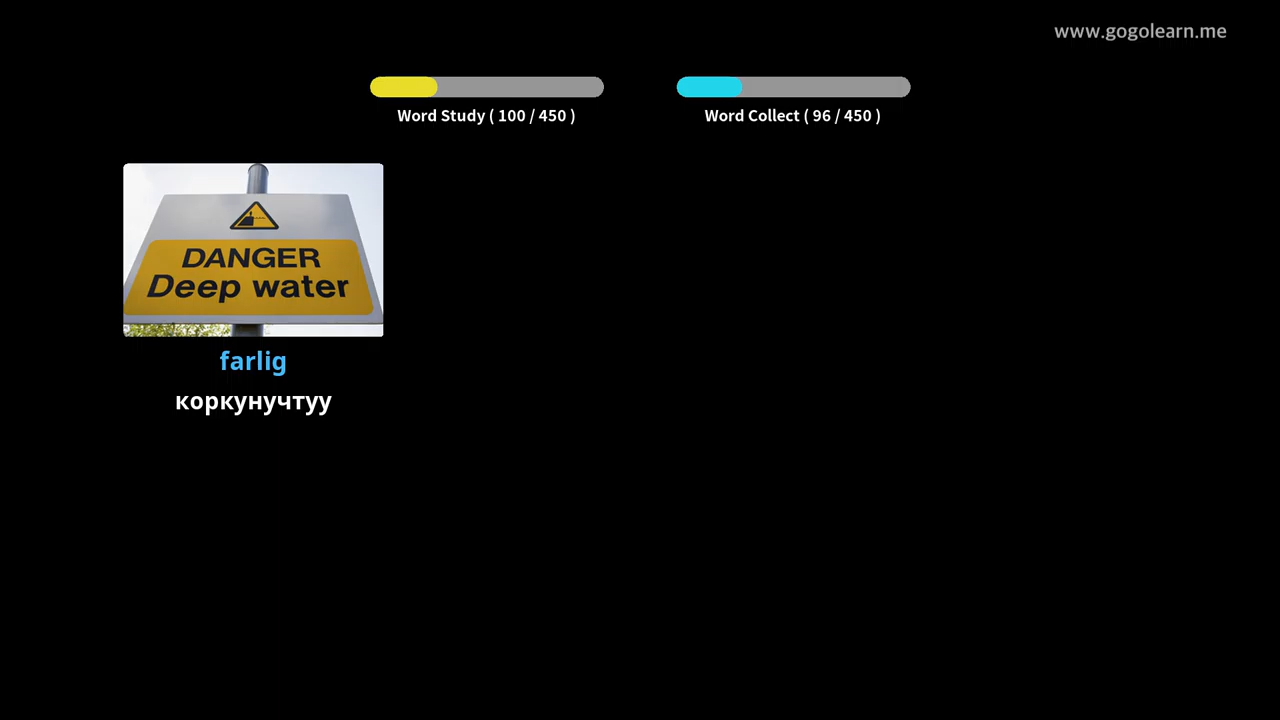 www.gogolearn.me
Word Study ( 100 / 450 )
Word Collect ( 96 / 450 )
DANGER
Deep water
farlig
коркунучтуу